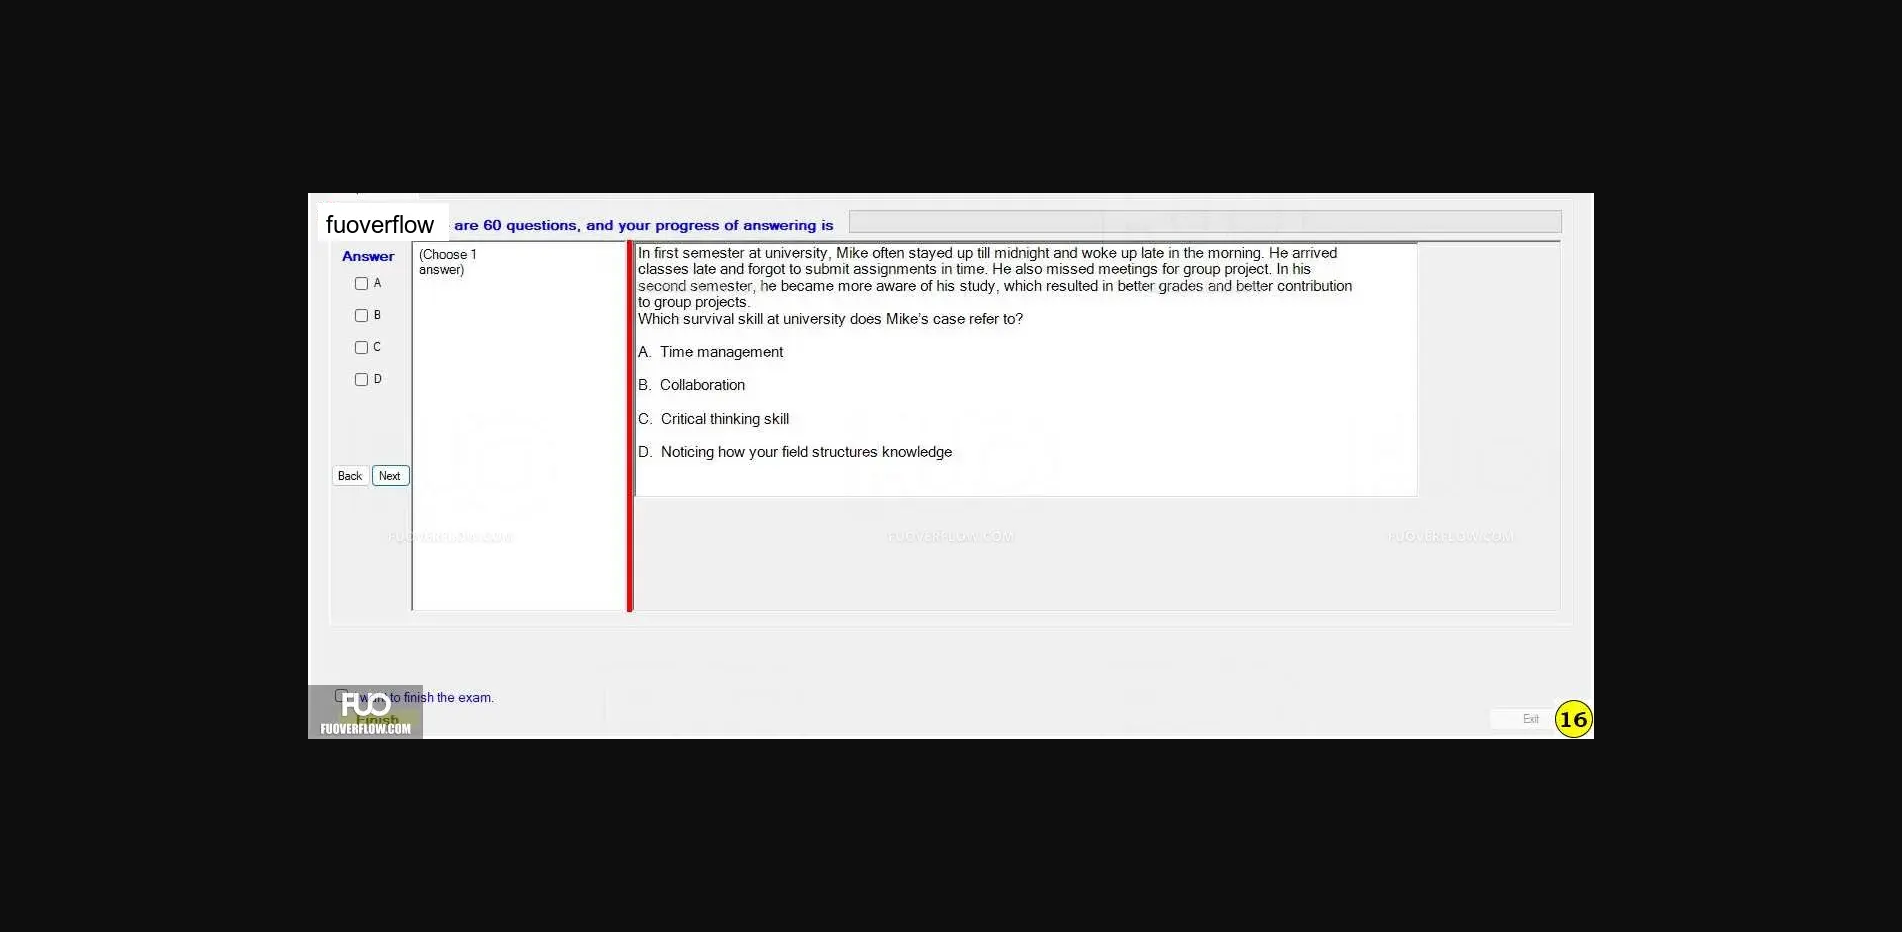 fuoverflow are 60 questions, and your progress of answering is
Answer
A
B
C
D
Back Next
(Choose 1
answer)
In first semester at university, Mike often stayed up till midnight and woke up late in the morning. He arrived
classes late and forgot to submit assignments in time. He also missed meetings for group project. In his
second semester, he became more aware of his study, which resulted in better grades and better contribution
to group projects.
Which survival skill at university does Mike's case refer to?
A. Time management
B. Collaboration
C. Critical thinking skill
D. Noticing how your field structures knowledge
FUOVERFLOW.COM FUOVERFLOW.COM FUOVERFLOW.COM
I want to finish the exam.
FUO
Finish
FUOVERFLOW.COM
Exit 16